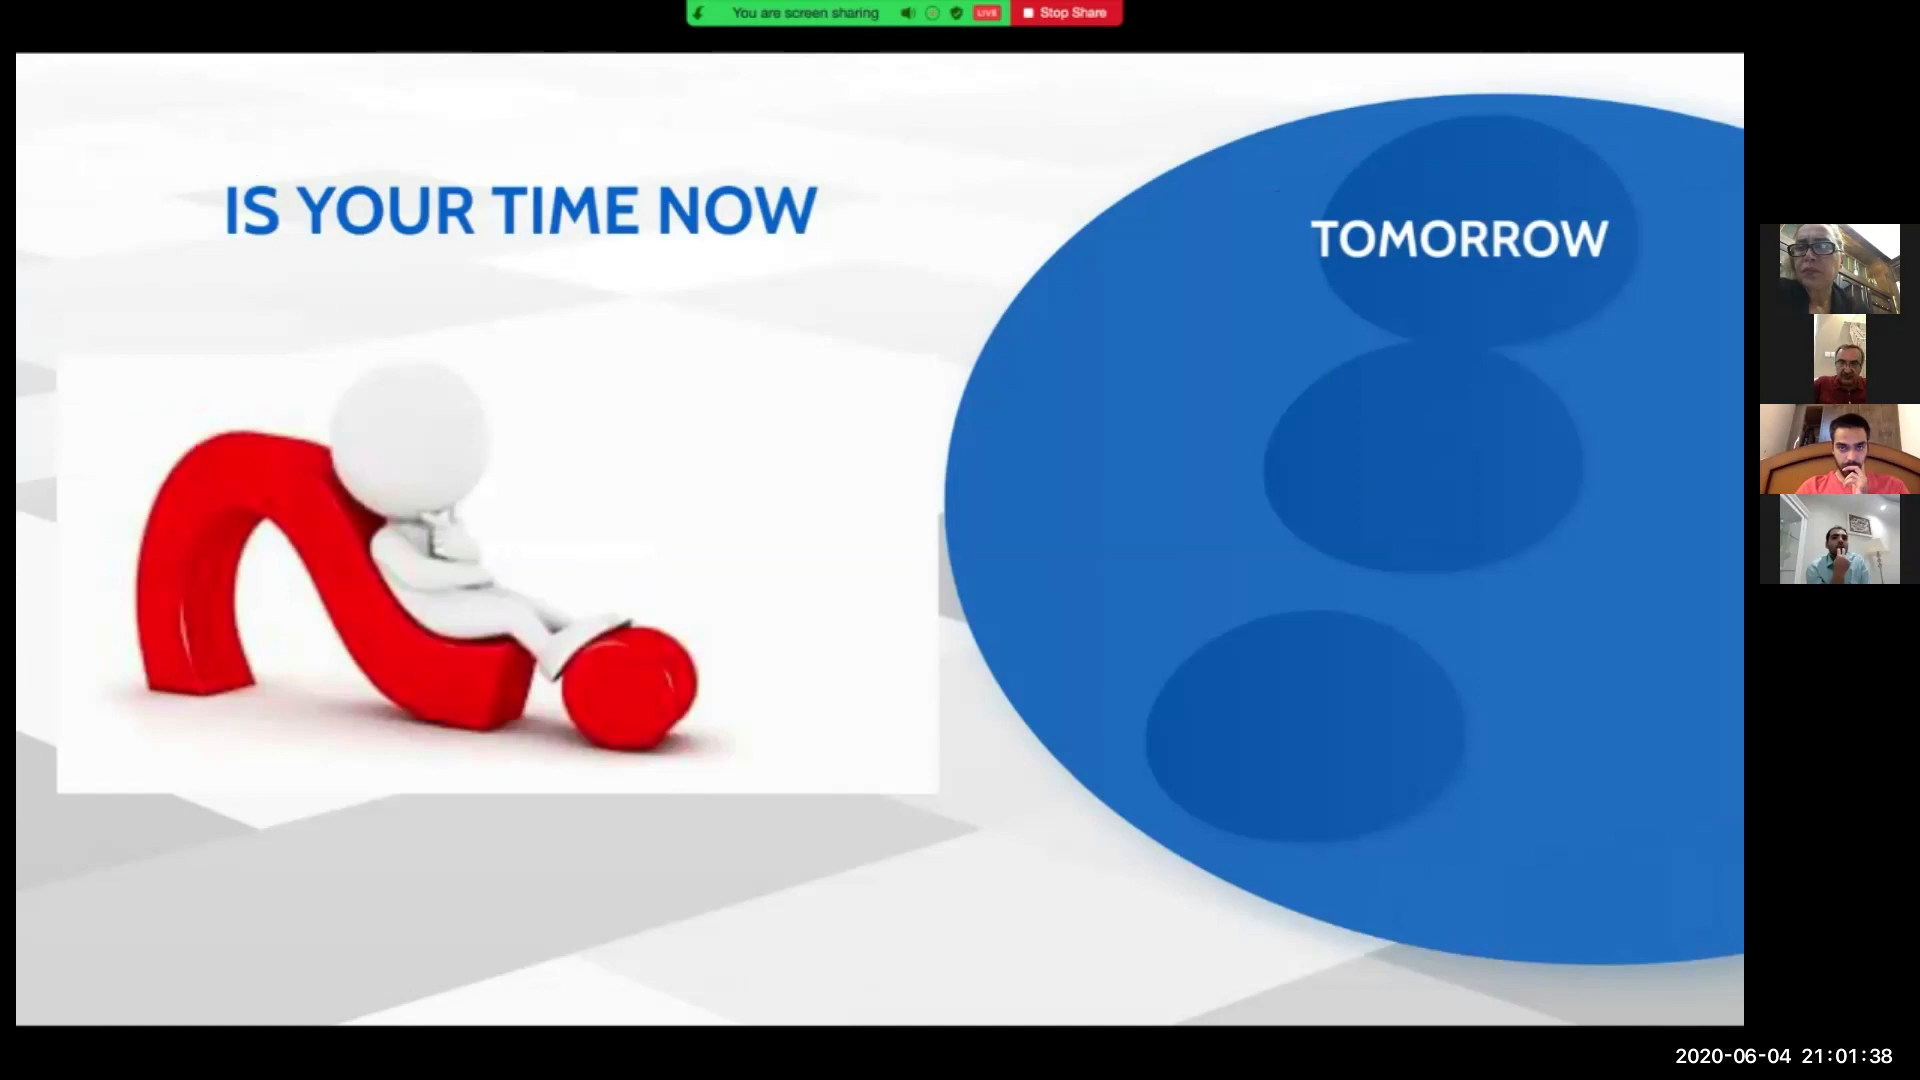 You are screen sharing
LIVE
Stop Share
IS YOUR TIME NOW
TOMORROW
2020-06-04 21:01:38